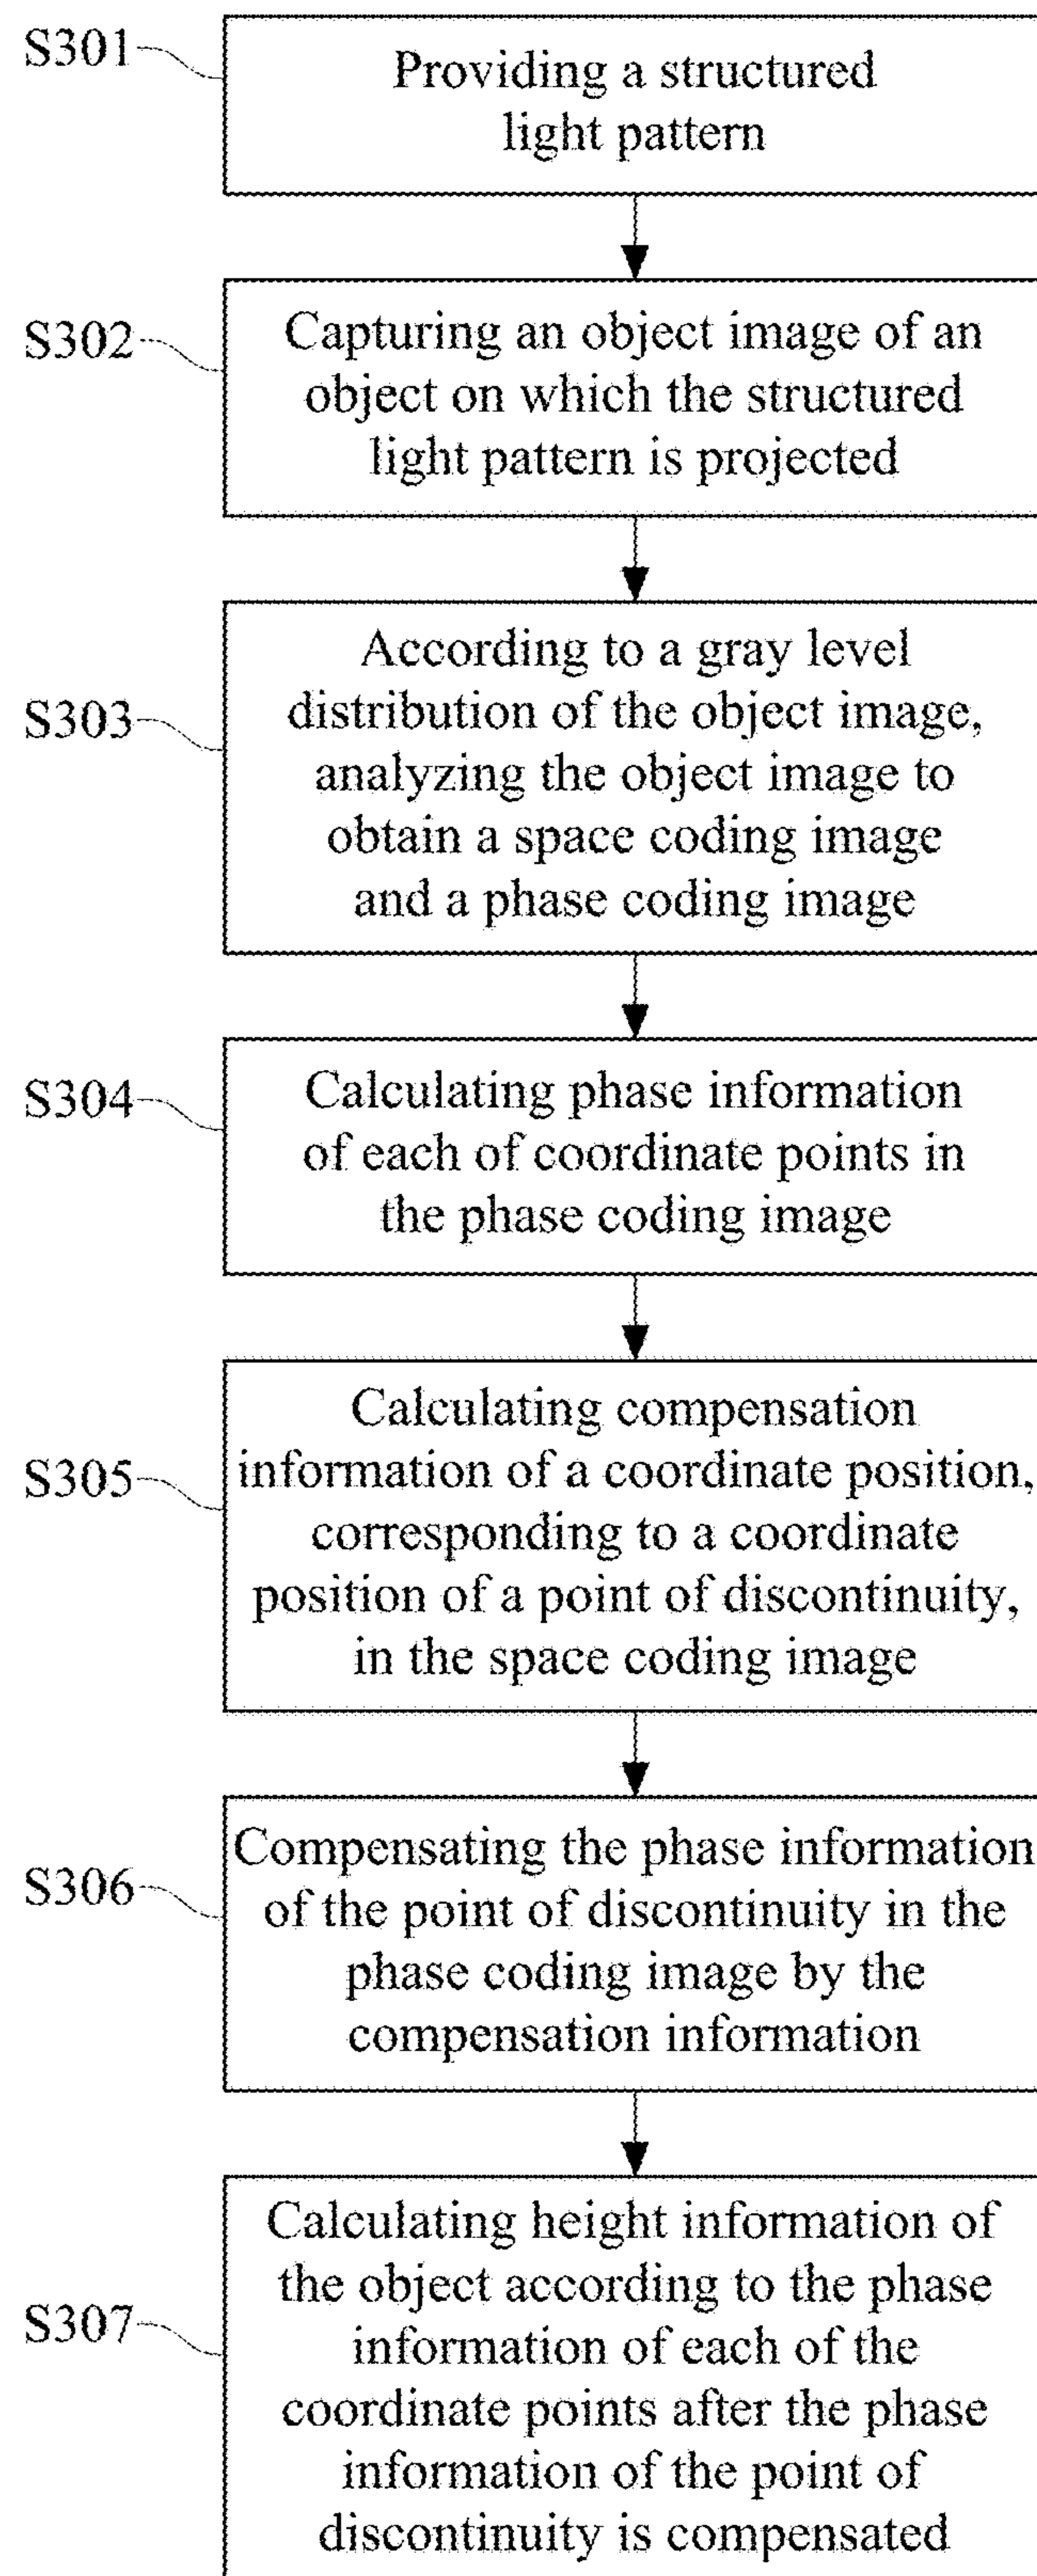 S301
Providing a structured
light pattern
S302
Capturing an object image of an
object on which the structured
light pattern is projected
S303
According to a gray level
distribution of the object image,
analyzing the object image to
obtain a space coding image
and a phase coding image
S304
Calculating phase information
of each of coordinate points in
the phase coding image
S305
Calculating compensation
information of a coordinate position,
corresponding to a coordinate
position of a point of discontinuity,
in the space coding image
S306
Compensating the phase information
of the point of discontinuity in the
phase coding image by the
compensation information
S307
Calculating height information of
the object according to the phase
information of each of the
coordinate points after the phase
information of the point of
discontinuity is compensated